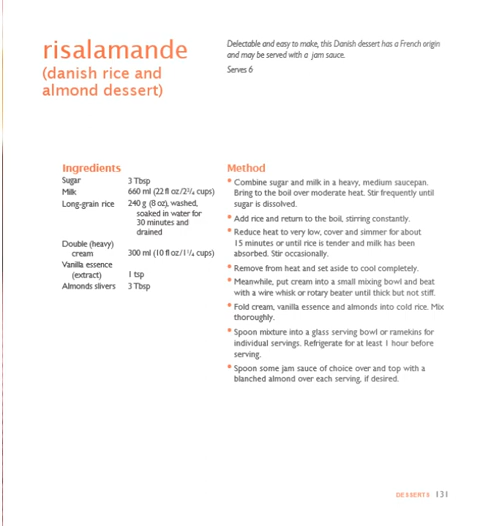 risalamande
(danish rice and
almond dessert)
Delectable and easy to make, this Danish dessert has a French origin
and may be served with a jam sauce.
Serves 6
Ingredients
Sugar 3 Tbsp
Milk 660 ml (22 fl oz/2³/₄ cups)
Long-grain rice 240 g (8 oz), washed,
soaked in water for
30 minutes and
drained
Double (heavy)
cream 300 ml (10 fl oz/1¹/₄ cups)
Vanilla essence
(extract) 1 tsp
Almonds slivers 3 Tbsp
Method
* Combine sugar and milk in a heavy, medium saucepan.
Bring to the boil over moderate heat. Stir frequently until
sugar is dissolved.
* Add rice and return to the boil, stirring constantly.
* Reduce heat to very low, cover and simmer for about
15 minutes or until rice is tender and milk has been
absorbed. Stir occasionally.
* Remove from heat and set aside to cool completely.
* Meanwhile, put cream into a small mixing bowl and beat
with a wire whisk or rotary beater until thick but not stiff.
* Fold cream, vanilla essence and almonds into cold rice. Mix
thoroughly.
* Spoon mixture into a glass serving bowl or ramekins for
individual servings. Refrigerate for at least 1 hour before
serving.
* Spoon some jam sauce of choice over and top with a
blanched almond over each serving, if desired.
DESSERTS 131